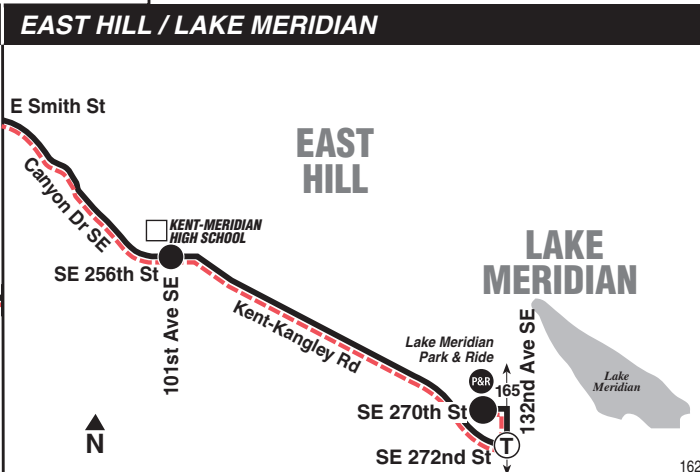 EAST HILL / LAKE MERIDIAN
E Smith St
EAST
HILL
Canyon Dr SE
KENT-MERIDIAN
HIGH SCHOOL
SE 256th St
101st Ave SE
Kent-Kangley Rd
LAKE
MERIDIAN
Lake Meridian
Park & Ride
P&R
165
132nd Ave SE
Lake
Meridian
SE 270th St
T
SE 272nd St
N
162